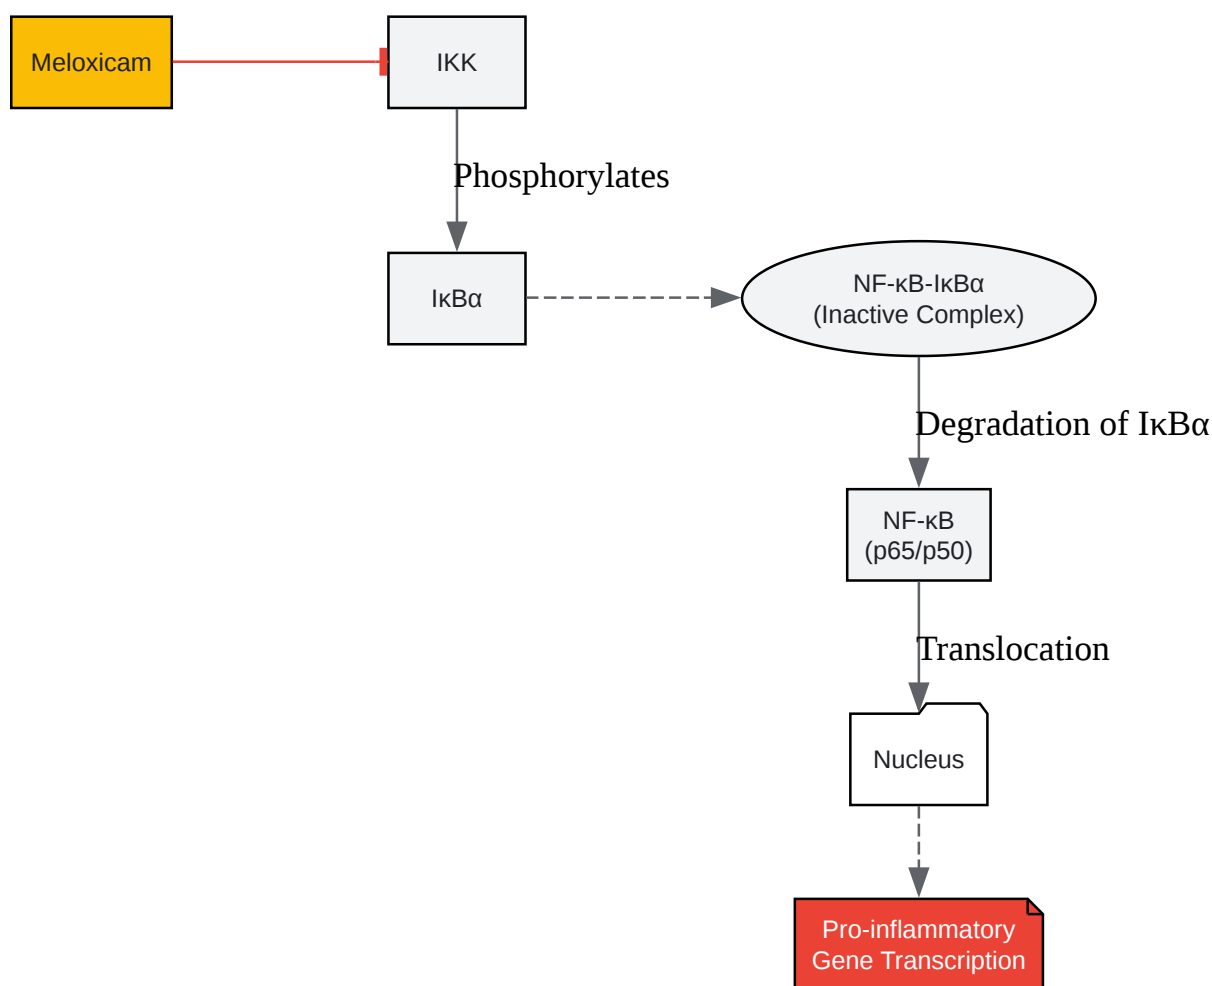 Meloxicam
IKK
Phosphorylates
IκBα
NF-κB-IκBα
(Inactive Complex)
Degradation of IκBα
NF-κB
(p65/p50)
Translocation
Nucleus
Pro-inflammatory
Gene Transcription